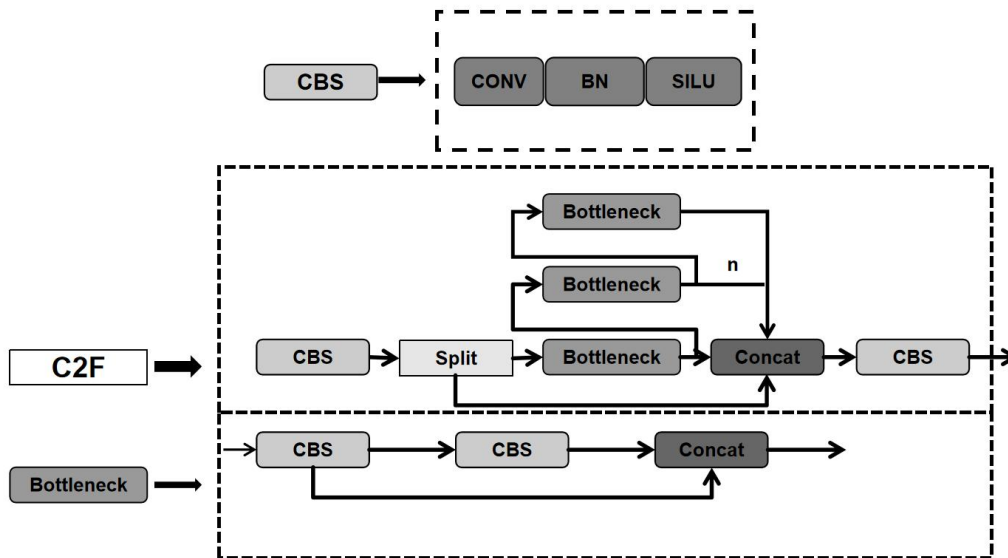 CBS
CONV BN SILU
Bottleneck
n
Bottleneck
C2F
CBS Split Bottleneck Concat CBS
CBS CBS Concat
Bottleneck